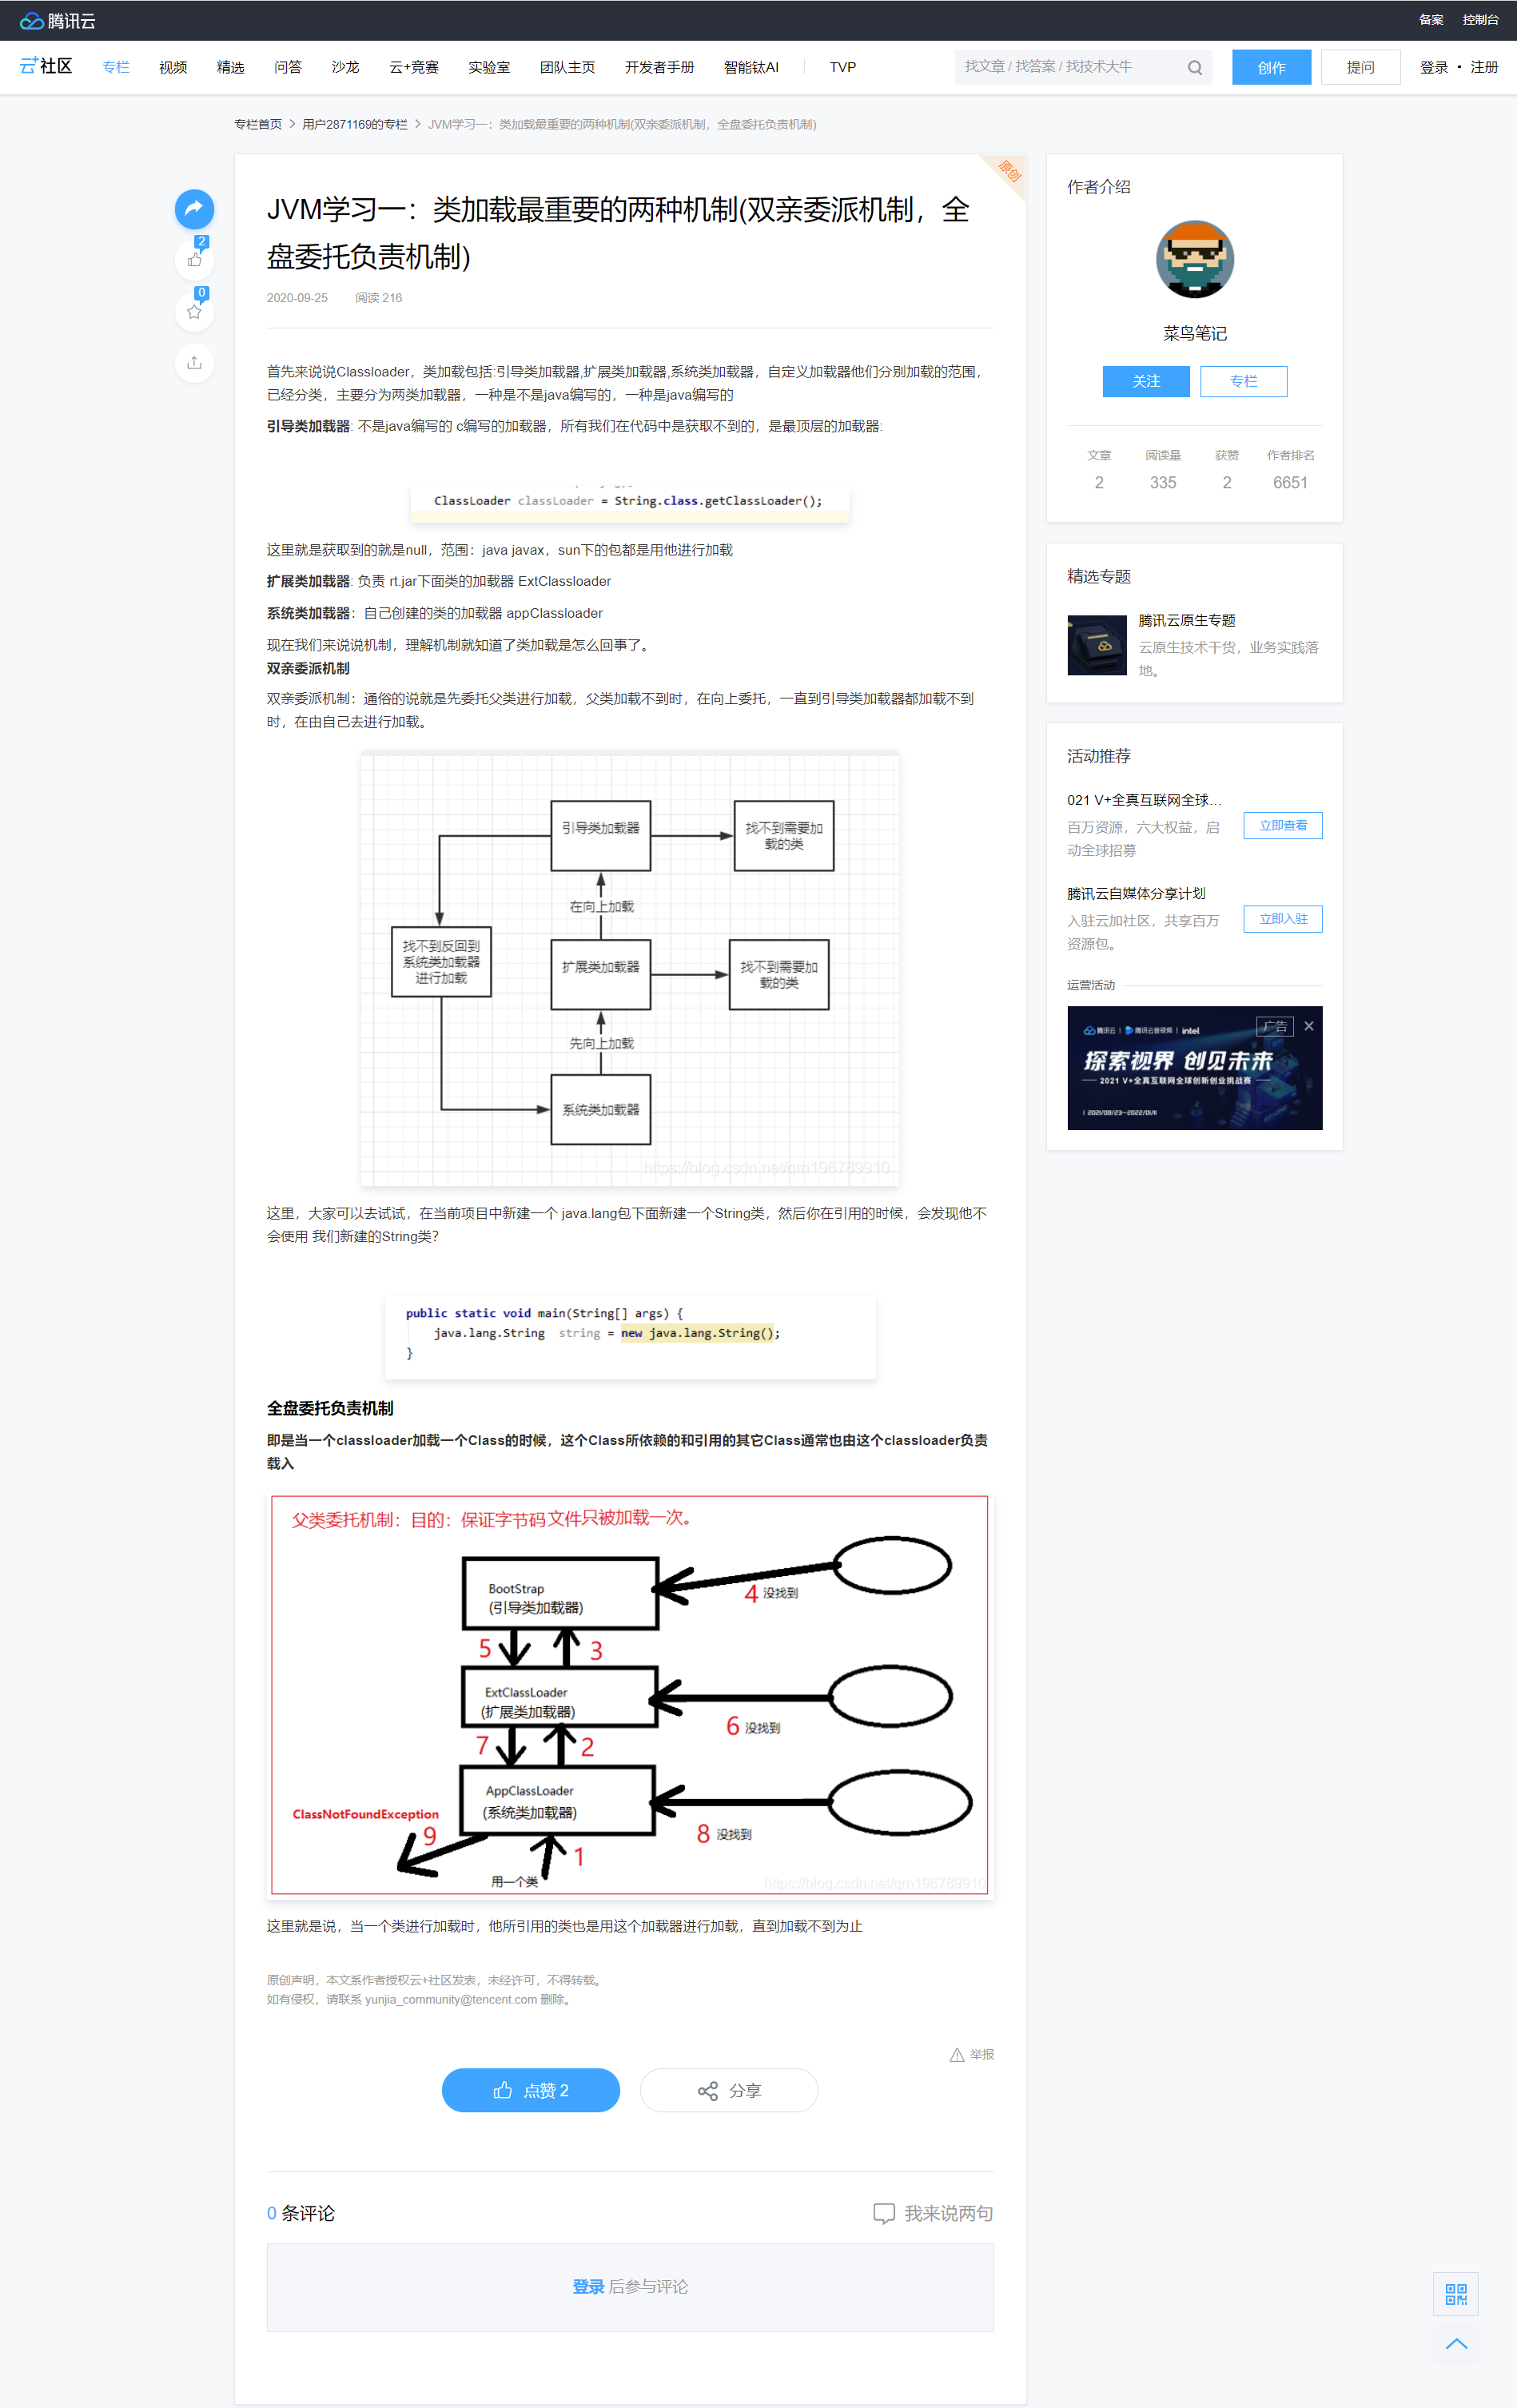 腾讯云
备案 控制台
云+社区 专栏 视频 精选 问答 沙龙 云+竞赛 实验室 团队主页 开发者手册 智能钛AI TVP 找文章 / 找答案 / 找技术大牛 创作 提问 登录 · 注册
专栏首页 > 用户2871169的专栏 > JVM学习一：类加载最重要的两种机制(双亲委派机制，全盘委托负责机制)
原创
2
0
JVM学习一：类加载最重要的两种机制(双亲委派机制，全
盘委托负责机制)
2020-09-25 阅读 216
首先来说说Classloader，类加载包括:引导类加载器,扩展类加载器,系统类加载器，自定义加载器他们分别加载的范围，
已经分类，主要分为两类加载器，一种是不是java编写的，一种是java编写的
引导类加载器: 不是java编写的 c编写的加载器，所有我们在代码中是获取不到的，是最顶层的加载器:
ClassLoader classLoader = String.class.getClassLoader();
这里就是获取到的就是null，范围：java javax，sun下的包都是用他进行加载
扩展类加载器: 负责 rt.jar下面类的加载器 ExtClassloader
系统类加载器：自己创建的类的加载器 appClassloader
现在我们来说说机制，理解机制就知道了类加载是怎么回事了。
双亲委派机制
双亲委派机制：通俗的说就是先委托父类进行加载，父类加载不到时，在向上委托，一直到引导类加载器都加载不到
时，在由自己去进行加载。
引导类加载器
找不到需要加
载的类
在向上加载
找不到反回到
系统类加载器
进行加载
扩展类加载器
找不到需要加
载的类
先向上加载
系统类加载器
https://blog.csdn.net/qrn196789910
这里，大家可以去试试，在当前项目中新建一个 java.lang包下面新建一个String类，然后你在引用的时候，会发现他不
会使用 我们新建的String类?
public static void main(String[] args) {
java.lang.String string = new java.lang.String();
}
全盘委托负责机制
即是当一个classloader加载一个Class的时候，这个Class所依赖的和引用的其它Class通常也由这个classloader负责
载入
父类委托机制：目的：保证字节码文件只被加载一次。
BootStrap
(引导类加载器)
4 没找到
5 3
ExtClassLoader
(扩展类加载器)
6 没找到
7 2
AppClassLoader
(系统类加载器)
ClassNotFoundException
8 没找到
9
1
用一个类
https://blog.csdn.net/qrn196789910
这里就是说，当一个类进行加载时，他所引用的类也是用这个加载器进行加载，直到加载不到为止
原创声明，本文系作者授权云+社区发表，未经许可，不得转载。
如有侵权，请联系 yunjia_community@tencent.com 删除。
举报
点赞 2 分享
0 条评论 我来说两句
登录 后参与评论
作者介绍
菜鸟笔记
关注 专栏
文章 阅读量 获赞 作者排名
2 335 2 6651
精选专题
腾讯云原生专题
云原生技术干货，业务实践落
地。
活动推荐
021 V+全真互联网全球...
百万资源，六大权益，启
动全球招募
立即查看
腾讯云自媒体分享计划
入驻云加社区，共享百万
资源包。
立即入驻
运营活动
腾讯云 | 腾讯云音视频 | intel
广告
探索视界 创见未来
2021 V+全真互联网全球创新创业挑战赛
2021/09/23-2022/01/11